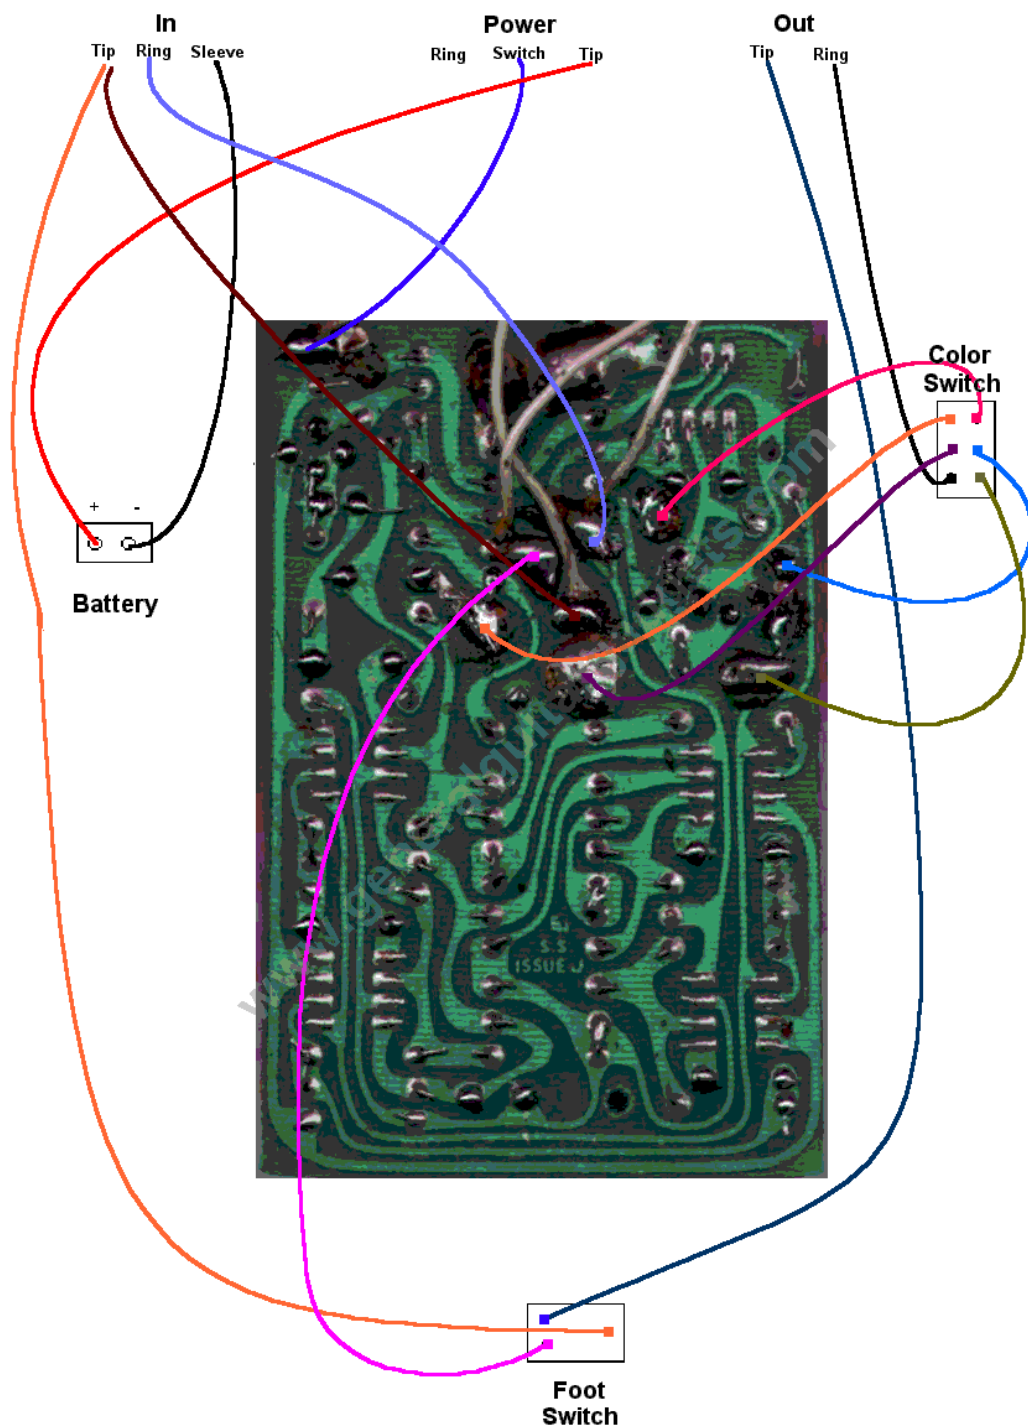 In
Power
Out
Tip Ring Sleeve
Ring Switch Tip
Tip Ring
Color
Switch
+ -
Battery
S.S
ISSUE J
Foot
Switch